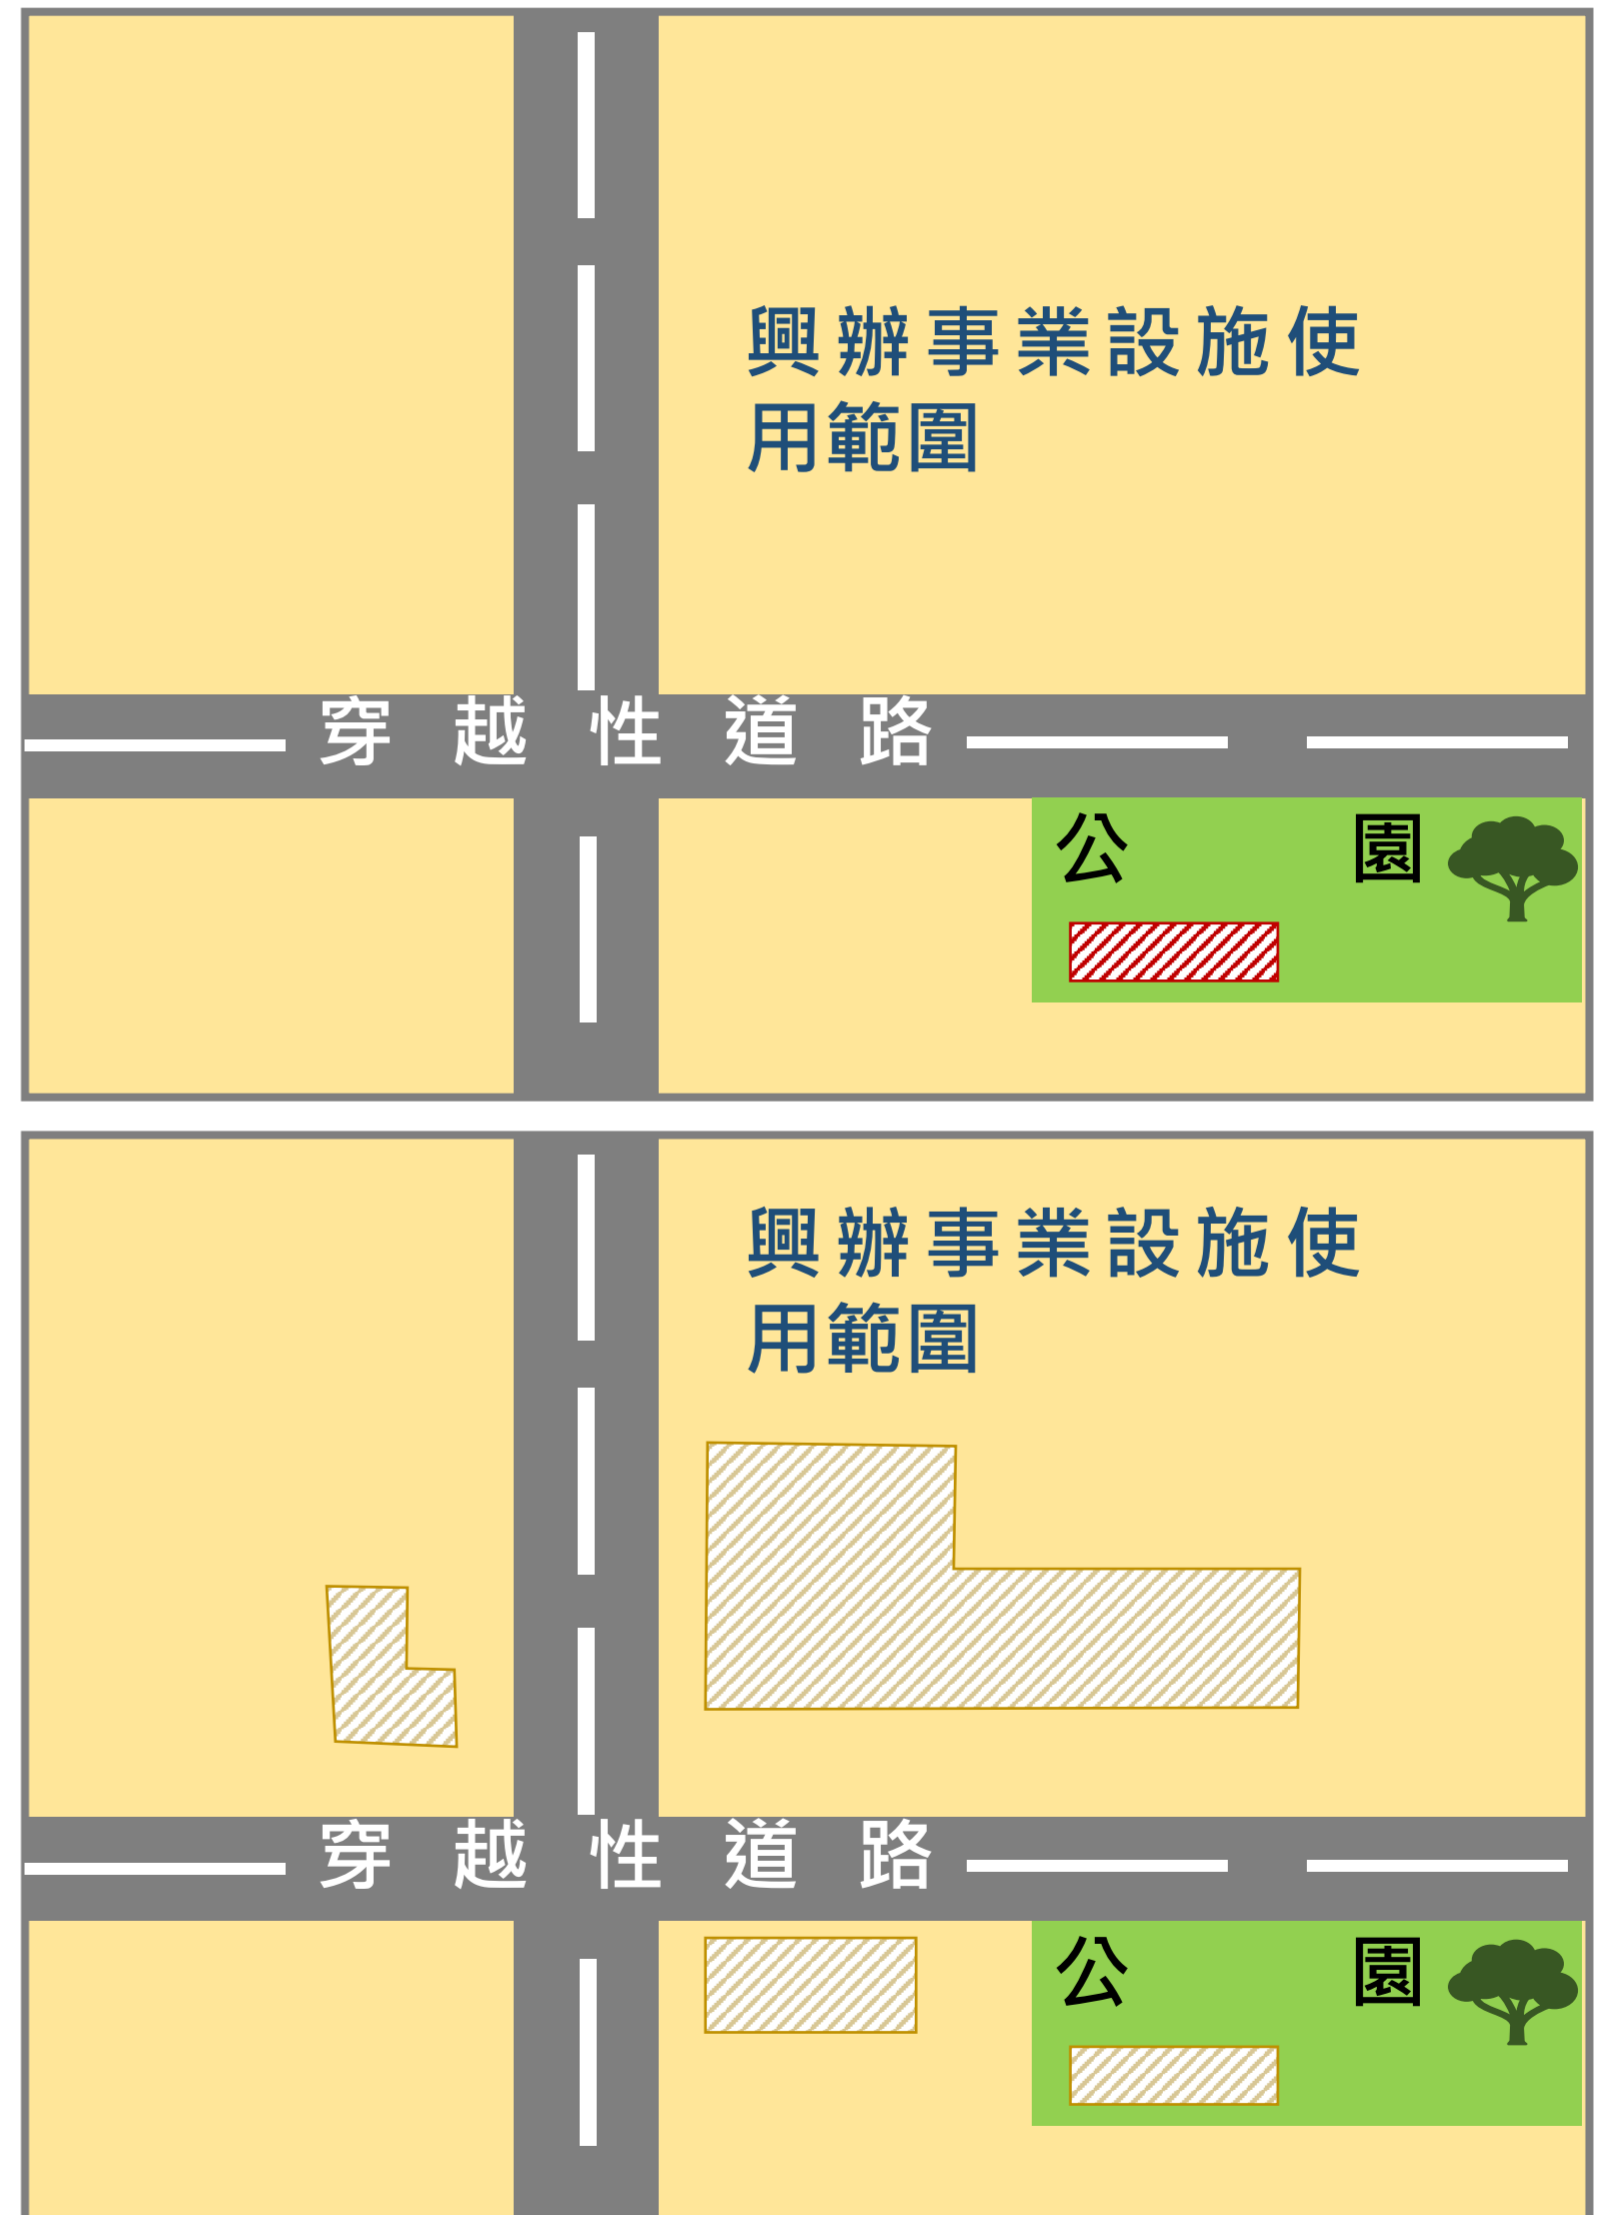 興辦事業設施使
用範圍
穿越性道路
公園
興辦事業設施使
用範圍
穿越性道路
公園